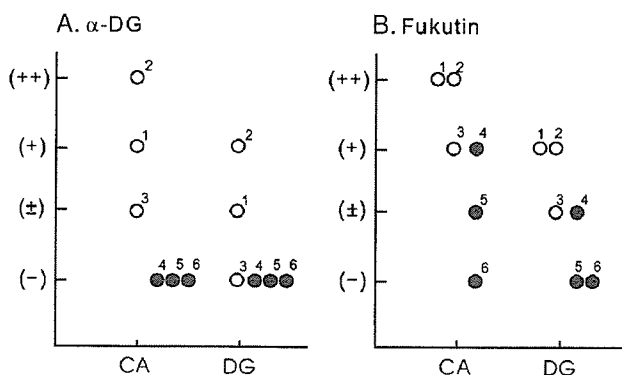 A. α-DG
(++)
(+)
(±)
(−)
2
1 2
3 1
4 5 6 3 4 5 6
CA DG
B. Fukutin
(++)
(+)
(±)
(−)
1 2
3 4 1 2
5 3 4
6 5 6
CA DG